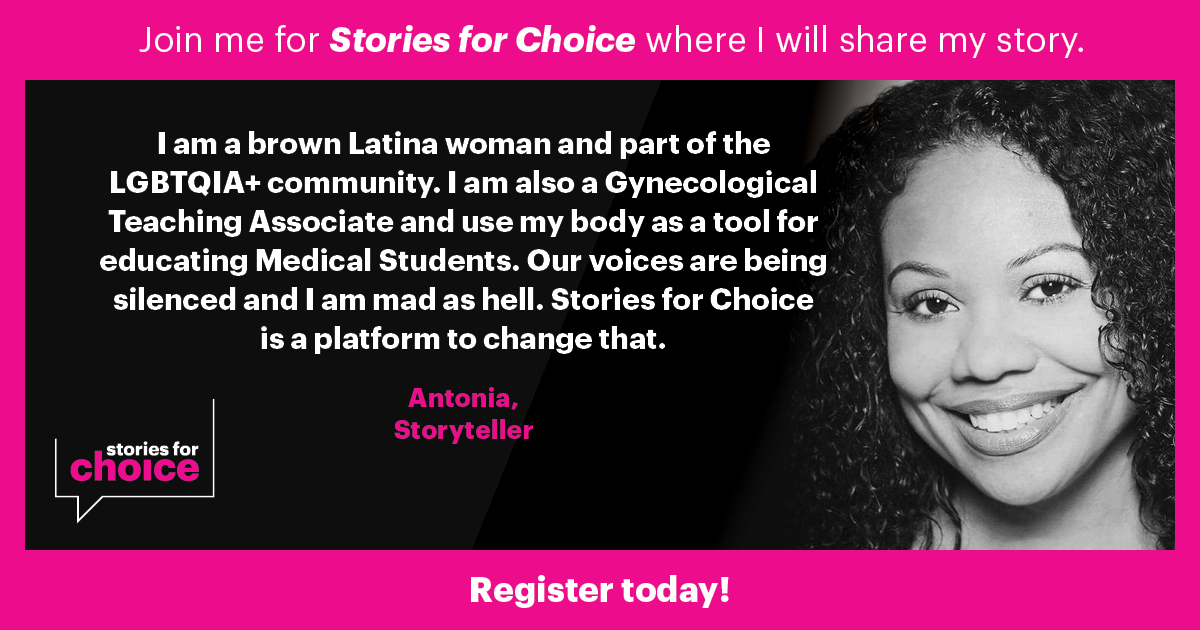 Join me for Stories for Choice where I will share my story.
I am a brown Latina woman and part of the
LGBTQIA+ community. I am also a Gynecological
Teaching Associate and use my body as a tool for
educating Medical Students. Our voices are being
silenced and I am mad as hell. Stories for Choice
is a platform to change that.
Antonia,
Storyteller
stories for
choice
Register today!